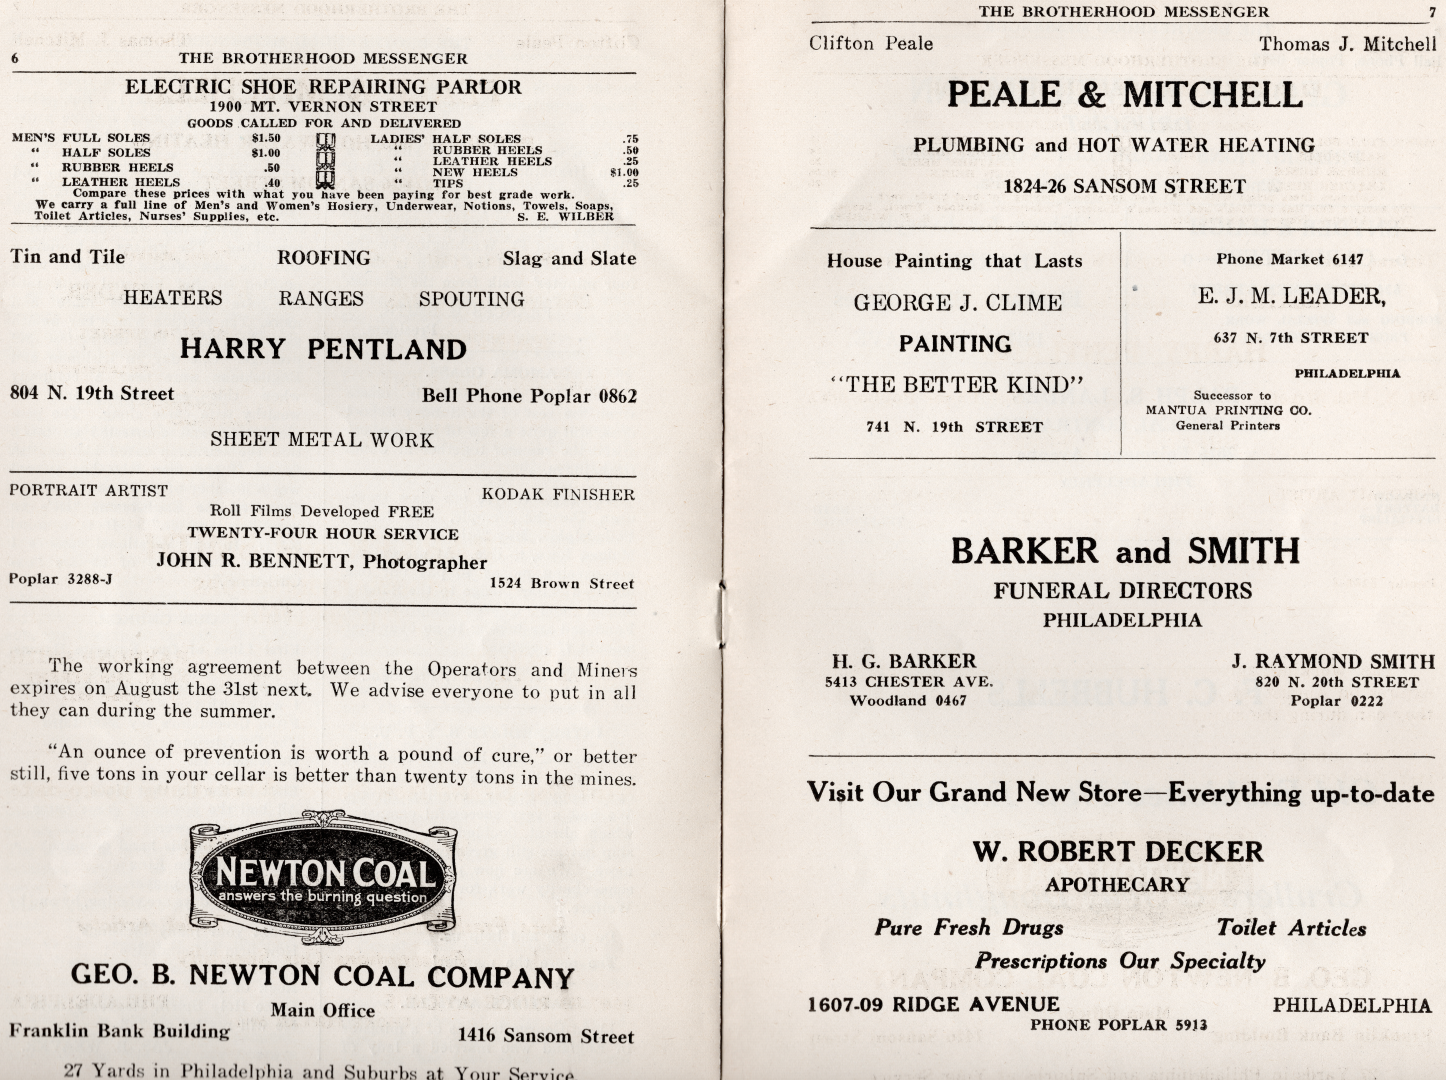 6 THE BROTHERHOOD MESSENGER
ELECTRIC SHOE REPAIRING PARLOR
1900 MT. VERNON STREET
GOODS CALLED FOR AND DELIVERED
MEN'S FULL SOLES $1.50
“ HALF SOLES $1.00
“ RUBBER HEELS .50
“ LEATHER HEELS .40
LADIES' HALF SOLES .75
“ RUBBER HEELS .50
“ LEATHER HEELS .25
“ NEW HEELS $1.00
“ TIPS .25
Compare these prices with what you have been paying for best grade work.
We carry a full line of Men's and Women's Hosiery, Underwear, Notions, Towels, Soaps,
Toilet Articles, Nurses' Supplies, etc. S. E. WILBER
Tin and Tile ROOFING Slag and Slate
HEATERS RANGES SPOUTING
HARRY PENTLAND
804 N. 19th Street Bell Phone Poplar 0862
SHEET METAL WORK
PORTRAIT ARTIST KODAK FINISHER
Roll Films Developed FREE
TWENTY-FOUR HOUR SERVICE
JOHN R. BENNETT, Photographer
Poplar 3288-J 1524 Brown Street
The working agreement between the Operators and Miners
expires on August the 31st next. We advise everyone to put in all
they can during the summer.
“An ounce of prevention is worth a pound of cure,” or better
still, five tons in your cellar is better than twenty tons in the mines.
NEWTON COAL
answers the burning question
GEO. B. NEWTON COAL COMPANY
Main Office
Franklin Bank Building 1416 Sansom Street
27 Yards in Philadelphia and Suburbs at Your Service
THE BROTHERHOOD MESSENGER 7
Clifton Peale Thomas J. Mitchell
PEALE & MITCHELL
PLUMBING and HOT WATER HEATING
1824-26 SANSOM STREET
House Painting that Lasts
GEORGE J. CLIME
PAINTING
“THE BETTER KIND”
741 N. 19th STREET
Phone Market 6147
E. J. M. LEADER,
637 N. 7th STREET
PHILADELPHIA
Successor to
MANTUA PRINTING CO.
General Printers
BARKER and SMITH
FUNERAL DIRECTORS
PHILADELPHIA
H. G. BARKER J. RAYMOND SMITH
5413 CHESTER AVE. 820 N. 20th STREET
Woodland 0467 Poplar 0222
Visit Our Grand New Store—Everything up-to-date
W. ROBERT DECKER
APOTHECARY
Pure Fresh Drugs Toilet Articles
Prescriptions Our Specialty
1607-09 RIDGE AVENUE PHILADELPHIA
PHONE POPLAR 5913